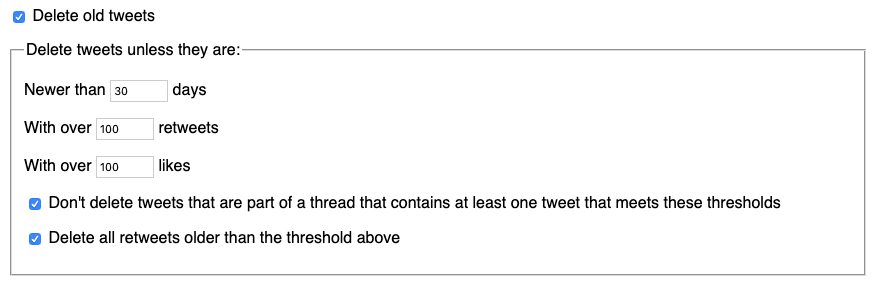 Delete old tweets
Delete tweets unless they are:
Newer than 30 days
With over 100 retweets
With over 100 likes
Don't delete tweets that are part of a thread that contains at least one tweet that meets these thresholds
Delete all retweets older than the threshold above